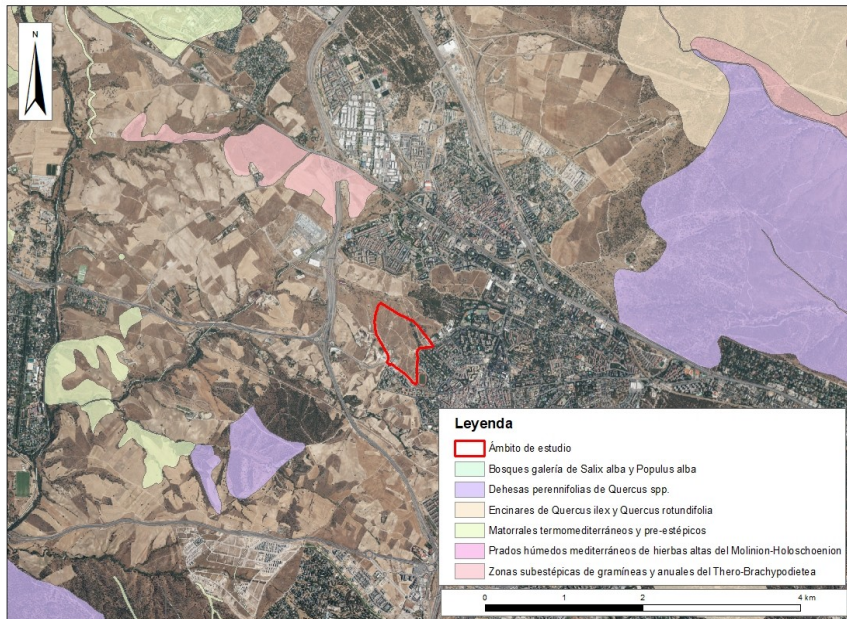 N
Leyenda
Ámbito de estudio
Bosques galería de Salix alba y Populus alba
Dehesas perennifolias de Quercus spp.
Encinares de Quercus ilex y Quercus rotundifolia
Matorrales termomediterráneos y pre-estépicos
Prados húmedos mediterráneos de hierbas altas del Molinion-Holoschoenion
Zonas subestépicas de gramíneas y anuales del Thero-Brachypodietea
0 1 2 4 km